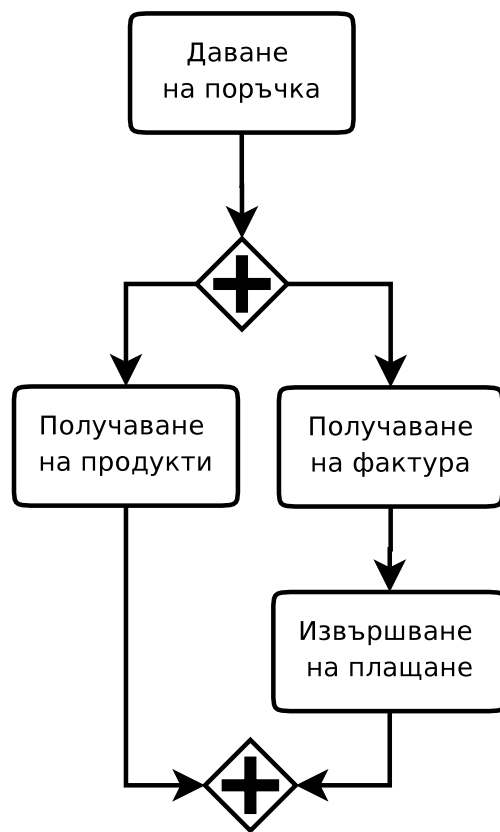 Даване
на поръчка
Получаване
на продукти
Получаване
на фактура
Извършване
на плащане